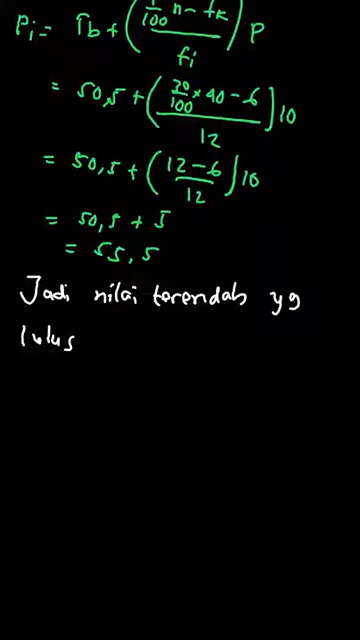 Pi = Tb + (i/100 n - fk / fi) P
= 50,5 + (30/100 × 40 - 6 / 12) 10
= 50,5 + (12 - 6 / 12) 10
= 50,5 + 5
= 55,5
Jadi nilai terendah yg
lulus